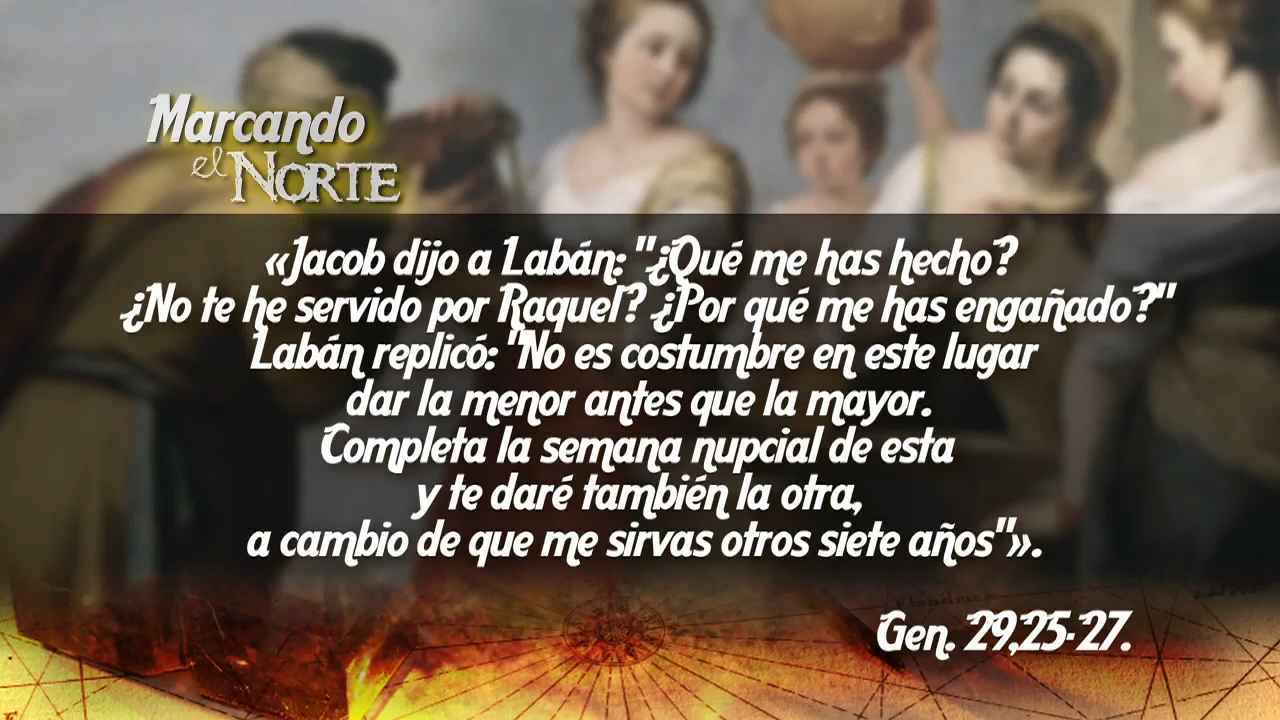 Marcando
el NORTE
«Jacob dijo a Labán: "¿Qué me has hecho?
¿No te he servido por Raquel? ¿Por qué me has engañado?"
Labán replicó: "No es costumbre en este lugar
dar la menor antes que la mayor.
Completa la semana nupcial de esta
y te daré también la otra,
a cambio de que me sirvas otros siete años"».
Gen. 29,25-27.